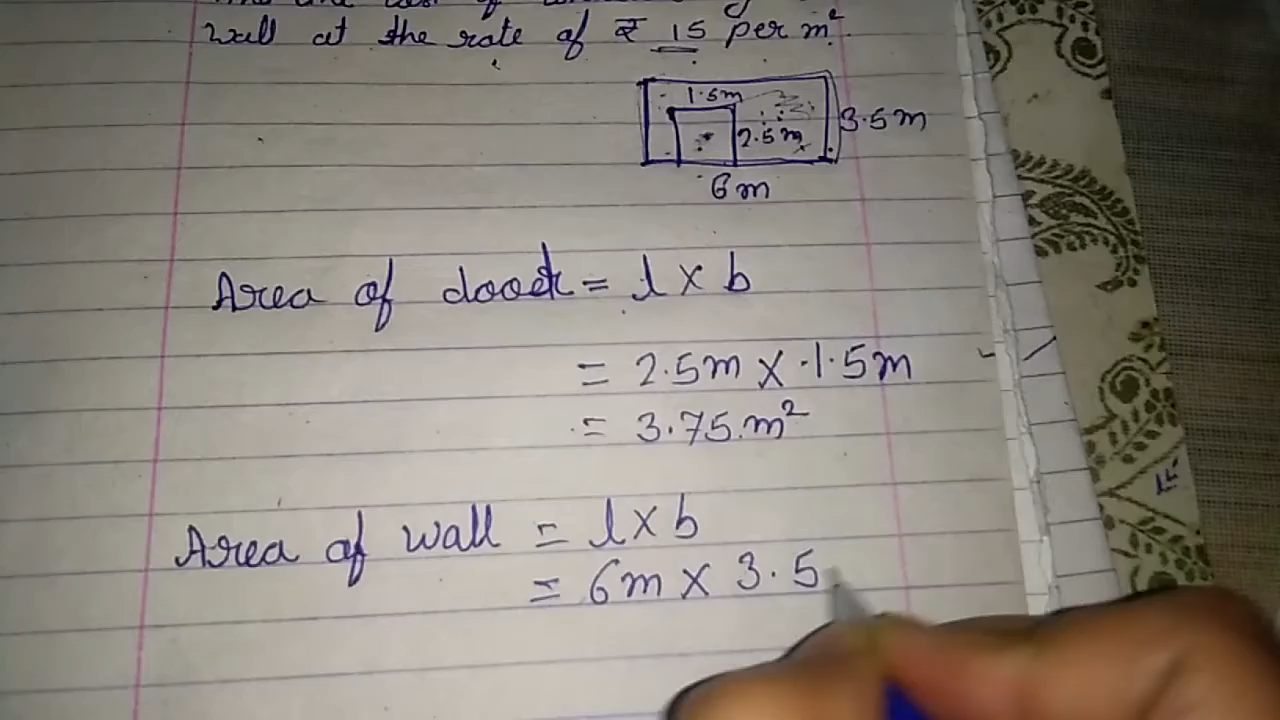 wall at the rate of ₹ 15 per m²
1.5m
3.5m
2.5m
6m
Area of door = l × b
= 2.5m × 1.5m
= 3.75 m²
Area of wall = l × b
= 6m × 3.5